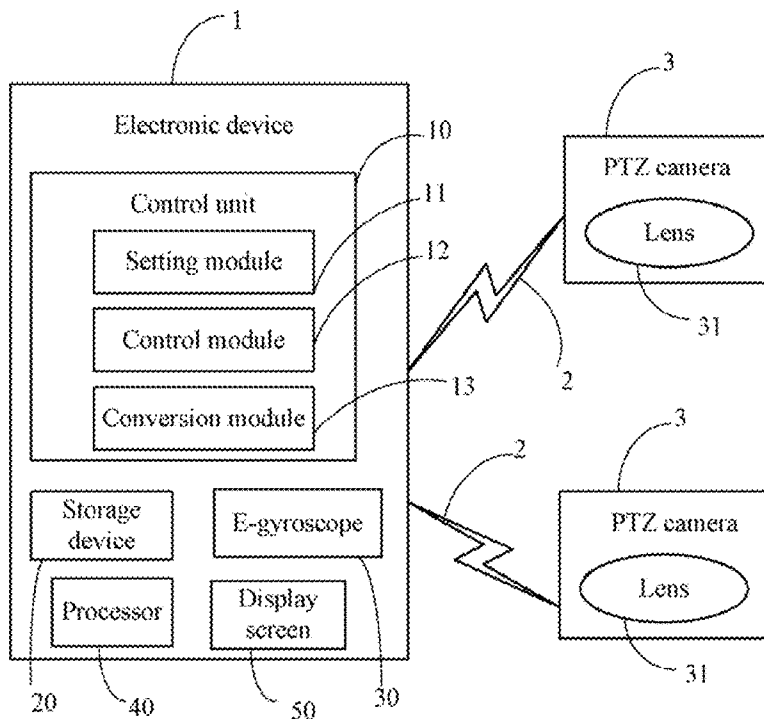 1
3
Electronic device
10
PTZ camera
Control unit
11
Lens
Setting module
12
Control module
31
13
2
Conversion module
3
2
Storage
device
E-gyroscope
PTZ camera
Lens
Processor
Display
screen
31
20
40
50
30